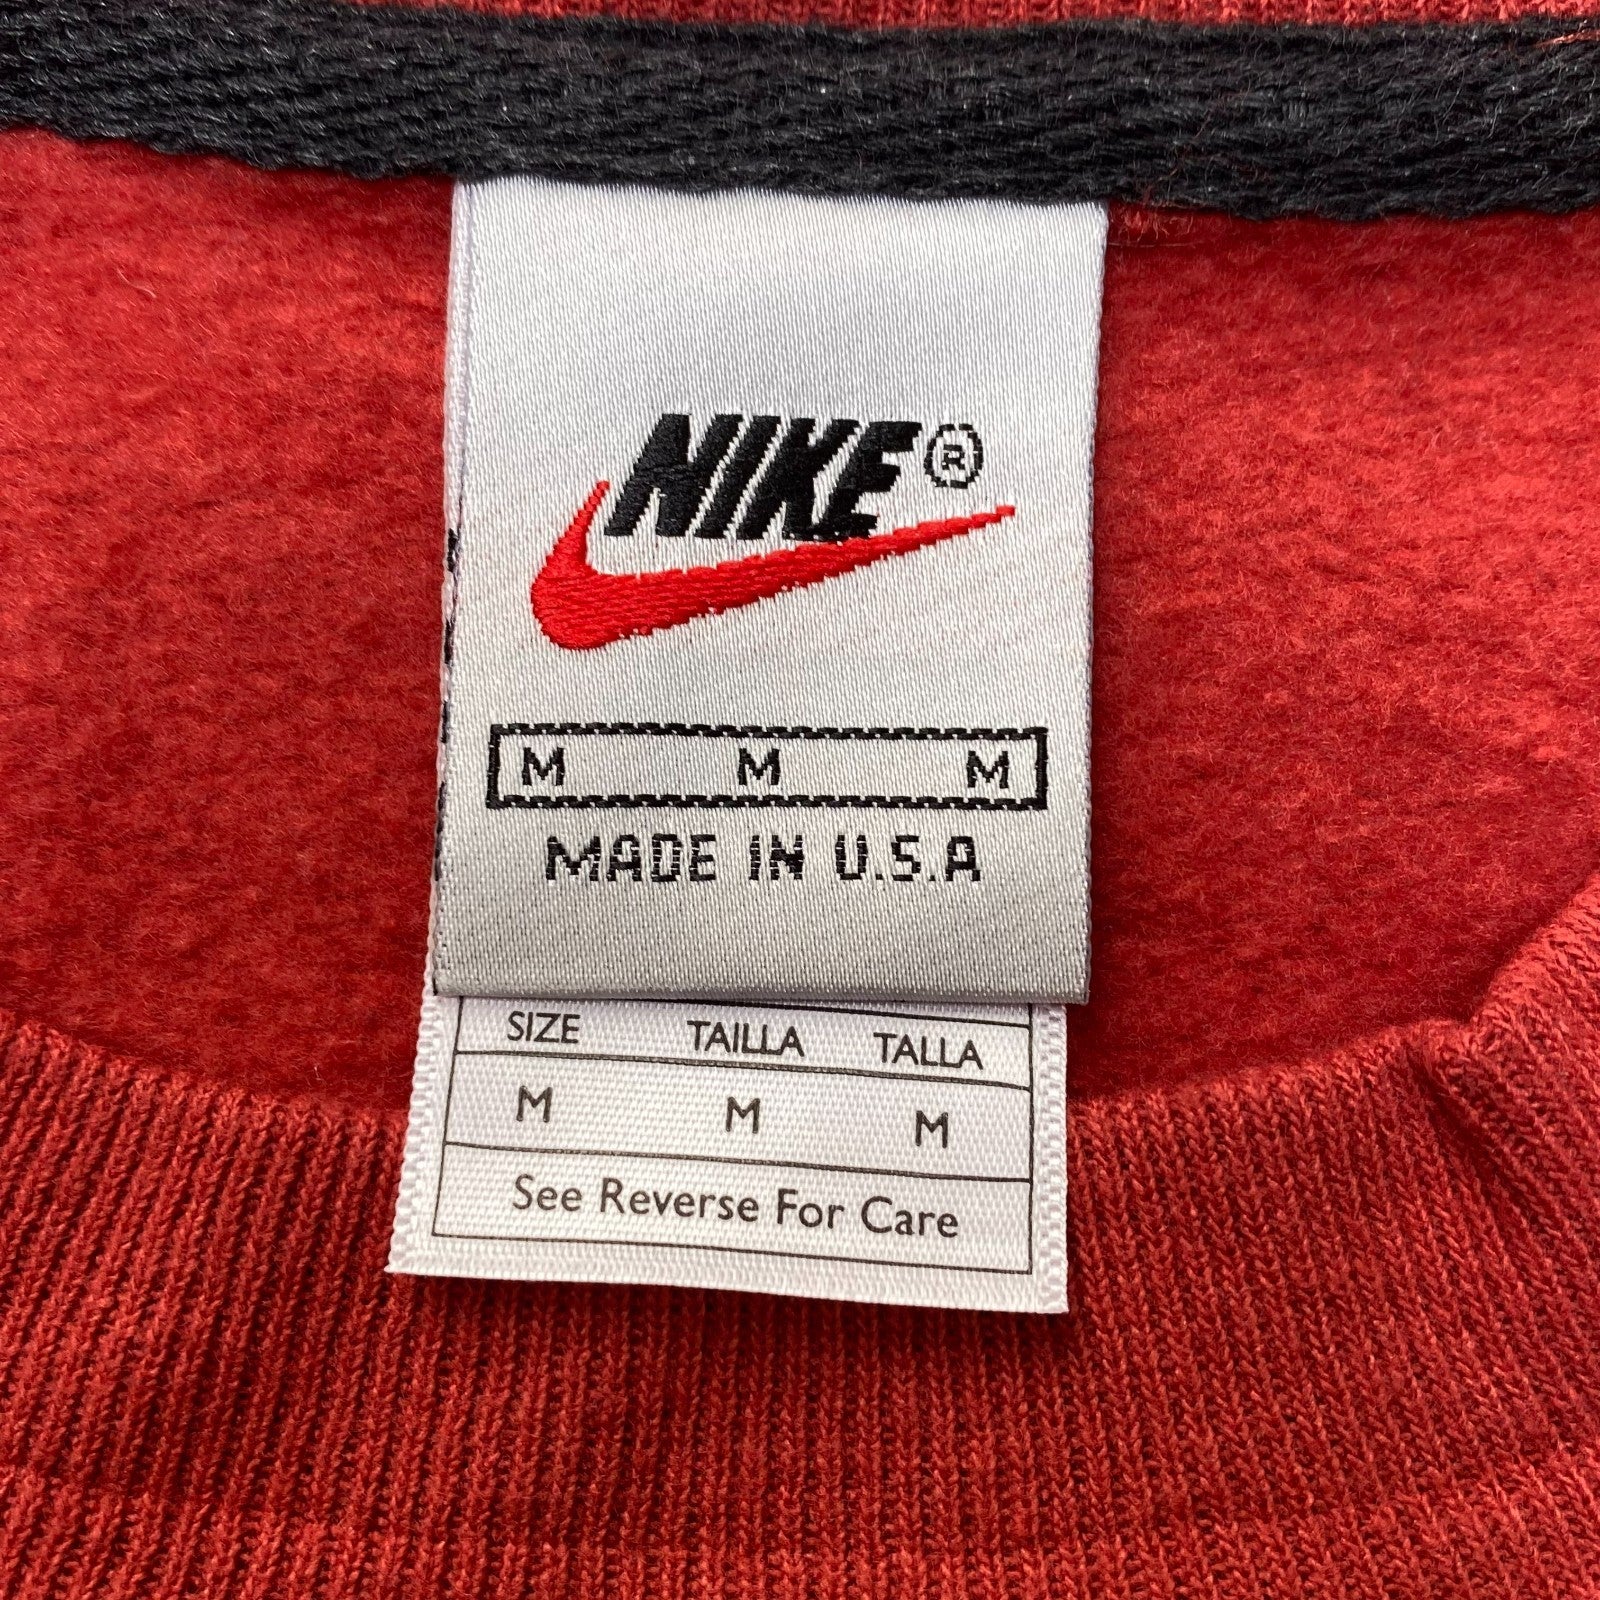 NIKE®
M M M
MADE IN U.S.A
SIZE TAILLA TALLA
M M M
See Reverse For Care